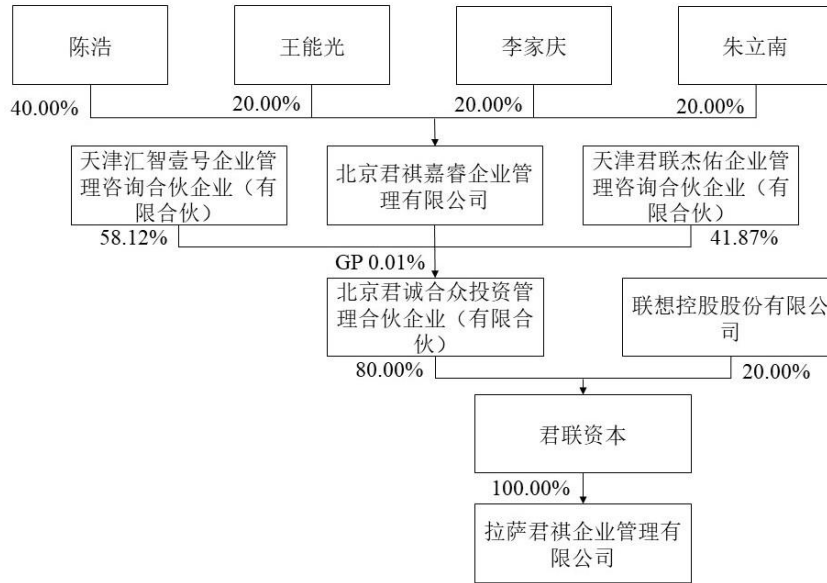 陈浩
王能光
李家庆
朱立南
40.00%
20.00%
20.00%
20.00%
天津汇智壹号企业管
理咨询合伙企业（有
限合伙）
北京君祺嘉睿企业管
理有限公司
天津君联杰佑企业管
理咨询合伙企业（有
限合伙）
58.12%
41.87%
GP 0.01%
北京君诚合众投资管
理合伙企业（有限合
伙）
联想控股股份有限公
司
80.00%
20.00%
君联资本
100.00%
拉萨君祺企业管理有
限公司